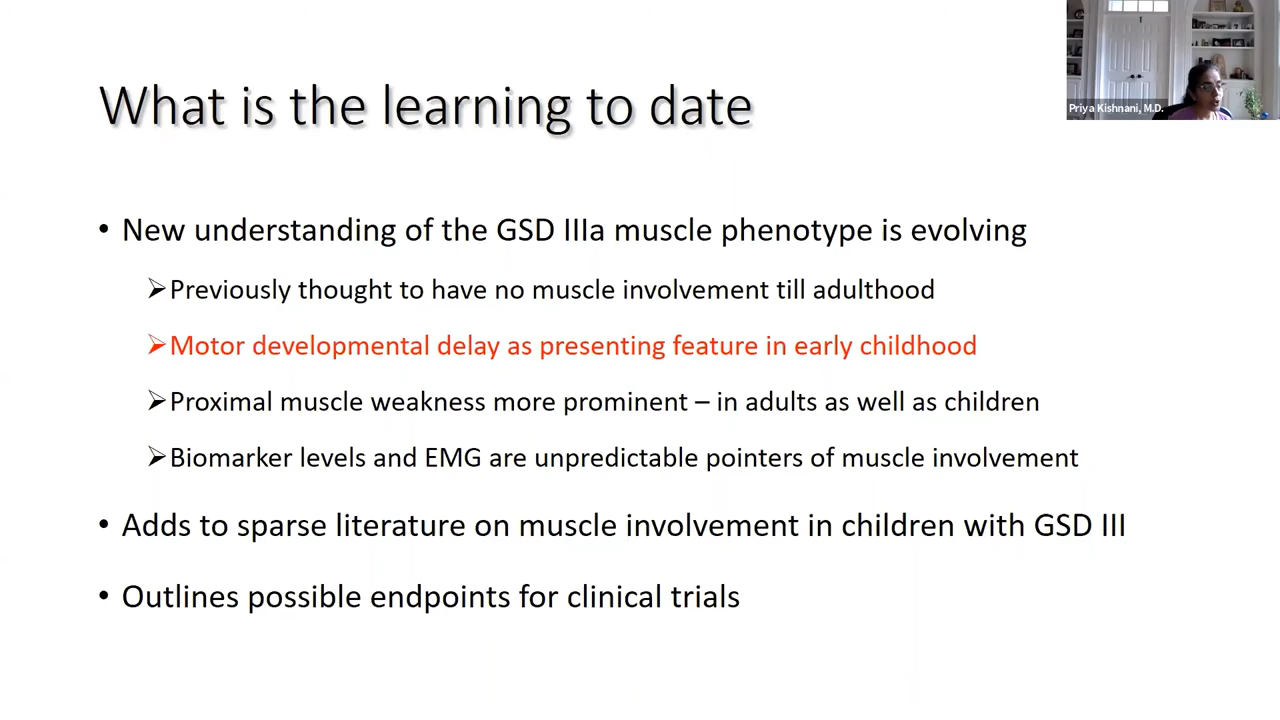 Priya Kishnani, M.D.
What is the learning to date
• New understanding of the GSD IIIa muscle phenotype is evolving
➢Previously thought to have no muscle involvement till adulthood
➢Motor developmental delay as presenting feature in early childhood
➢Proximal muscle weakness more prominent – in adults as well as children
➢Biomarker levels and EMG are unpredictable pointers of muscle involvement
• Adds to sparse literature on muscle involvement in children with GSD III
• Outlines possible endpoints for clinical trials